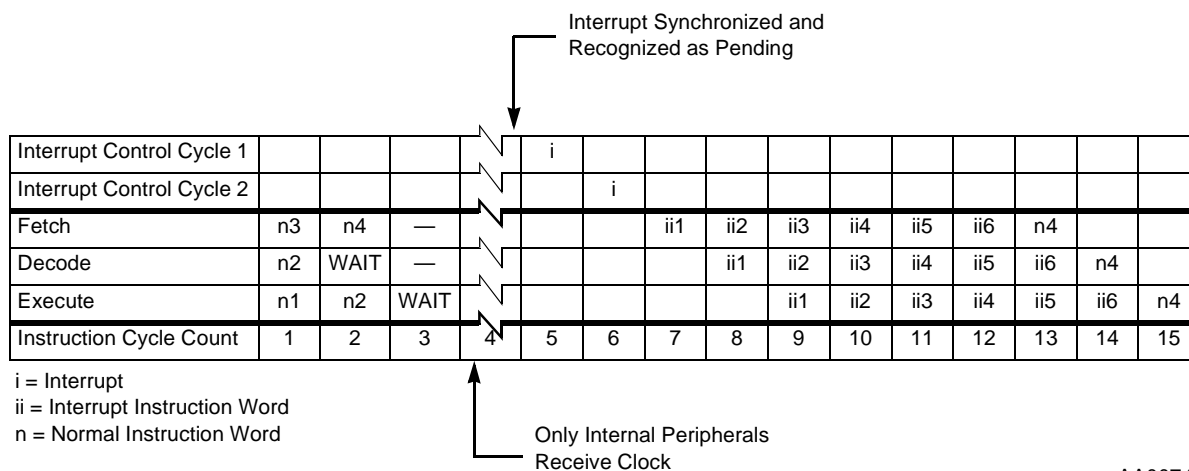 Interrupt Synchronized and
Recognized as Pending
Interrupt Control Cycle 1 i
Interrupt Control Cycle 2 i
Fetch n3 n4 — ii1 ii2 ii3 ii4 ii5 ii6 n4
Decode n2 WAIT — ii1 ii2 ii3 ii4 ii5 ii6 n4
Execute n1 n2 WAIT ii1 ii2 ii3 ii4 ii5 ii6 n4
Instruction Cycle Count 1 2 3 4 5 6 7 8 9 10 11 12 13 14 15
i = Interrupt
ii = Interrupt Instruction Word
n = Normal Instruction Word
Only Internal Peripherals
Receive Clock